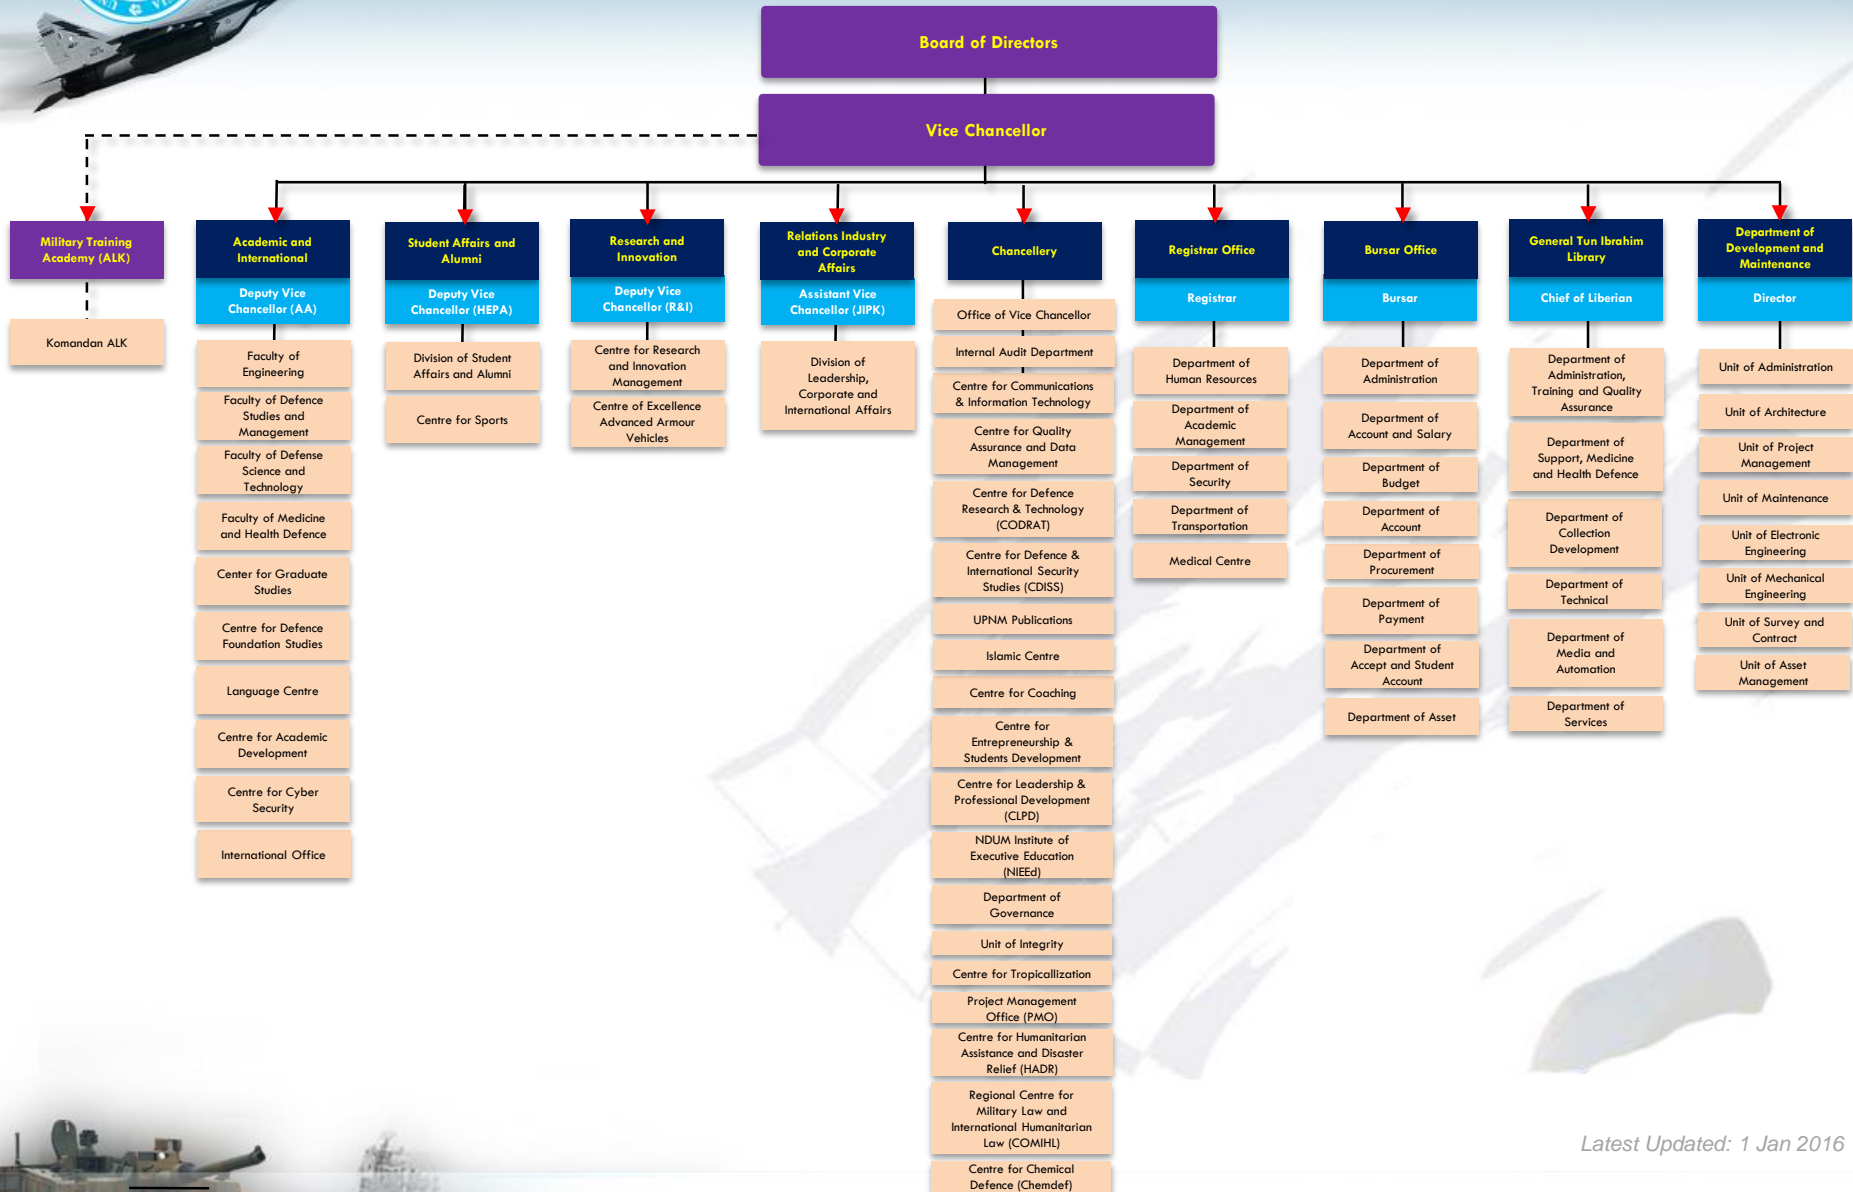 Board of Directors
Vice Chancellor
Military Training
Academy (ALK)
Komandan ALK
Academic and
International
Deputy Vice
Chancellor (AA)
Faculty of
Engineering
Faculty of Defence
Studies and
Management
Faculty of Defense
Science and
Technology
Faculty of Medicine
and Health Defence
Center for Graduate
Studies
Centre for Defence
Foundation Studies
Language Centre
Centre for Academic
Development
Centre for Cyber
Security
International Office
Student Affairs and
Alumni
Deputy Vice
Chancellor (HEPA)
Division of Student
Affairs and Alumni
Centre for Sports
Research and
Innovation
Deputy Vice
Chancellor (R&I)
Centre for Research
and Innovation
Management
Centre of Excellence
Advanced Armour
Vehicles
Relations Industry
and Corporate
Affairs
Assistant Vice
Chancellor (JIPK)
Division of
Leadership,
Corporate and
International Affairs
Chancellery
Office of Vice Chancellor
Internal Audit Department
Centre for Communications
& Information Technology
Centre for Quality
Assurance and Data
Management
Centre for Defence
Research & Technology
(CODRAT)
Centre for Defence &
International Security
Studies (CDISS)
UPNM Publications
Islamic Centre
Centre for Coaching
Centre for
Entrepreneurship &
Students Development
Centre for Leadership &
Professional Development
(CLPD)
NDUM Institute of
Executive Education
(NIEEd)
Department of
Governance
Unit of Integrity
Centre for Tropicallization
Project Management
Office (PMO)
Centre for Humanitarian
Assistance and Disaster
Relief (HADR)
Regional Centre for
Military Law and
International Humanitarian
Law (COMIHL)
Centre for Chemical
Defence (Chemdef)
Registrar Office
Registrar
Department of
Human Resources
Department of
Academic
Management
Department of
Security
Department of
Transportation
Medical Centre
Bursar Office
Bursar
Department of
Administration
Department of
Account and Salary
Department of
Budget
Department of
Account
Department of
Procurement
Department of
Payment
Department of
Accept and Student
Account
Department of Asset
General Tun Ibrahim
Library
Chief of Liberian
Department of
Administration,
Training and Quality
Assurance
Department of
Support, Medicine
and Health Defence
Department of
Collection
Development
Department of
Technical
Department of
Media and
Automation
Department of
Services
Department of
Development and
Maintenance
Director
Unit of Administration
Unit of Architecture
Unit of Project
Management
Unit of Maintenance
Unit of Electronic
Engineering
Unit of Mechanical
Engineering
Unit of Survey and
Contract
Unit of Asset
Management
Latest Updated: 1 Jan 2016